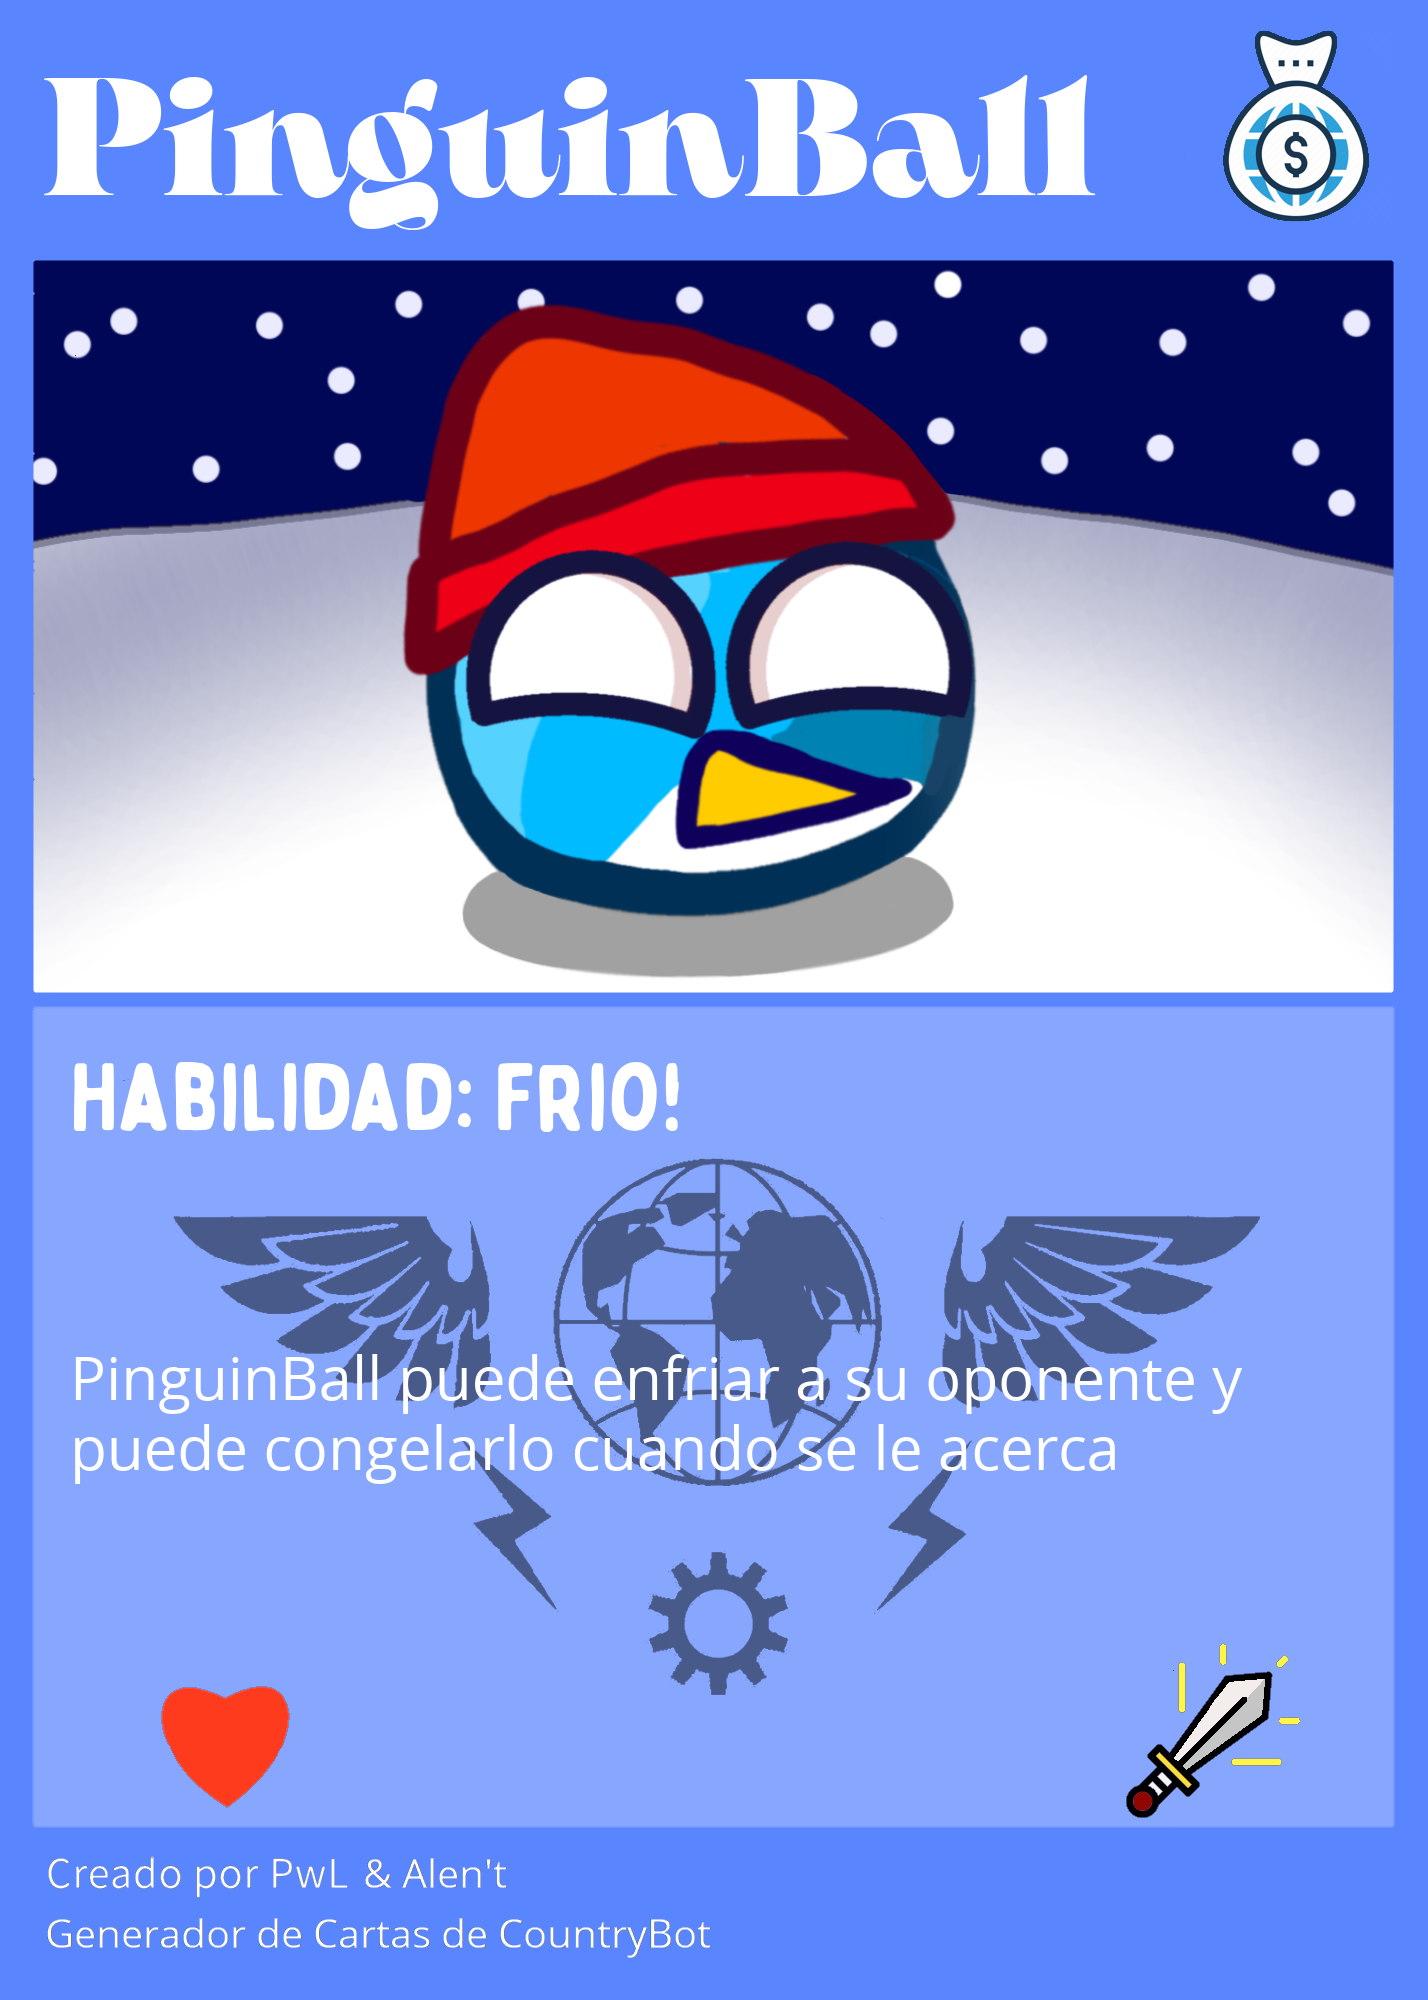 PinguinBall
$
HABILIDAD: FRIO!
PinguinBall puede enfriar a su oponente y
puede congelarlo cuando se le acerca
Creado por PwL & Alen't
Generador de Cartas de CountryBot